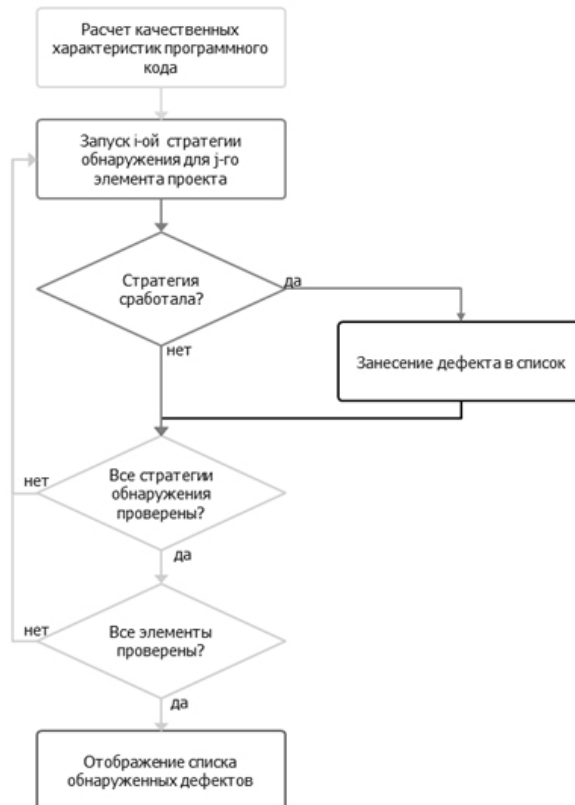 Расчет качественных
характеристик программного
кода
Запуск i-ой стратегии
обнаружения для j-го
элемента проекта
Стратегия
сработала?
да
нет
Занесение дефекта в список
Все стратегии
обнаружения
проверены?
нет
да
Все элементы
проверены?
нет
да
Отображение списка
обнаруженных дефектов